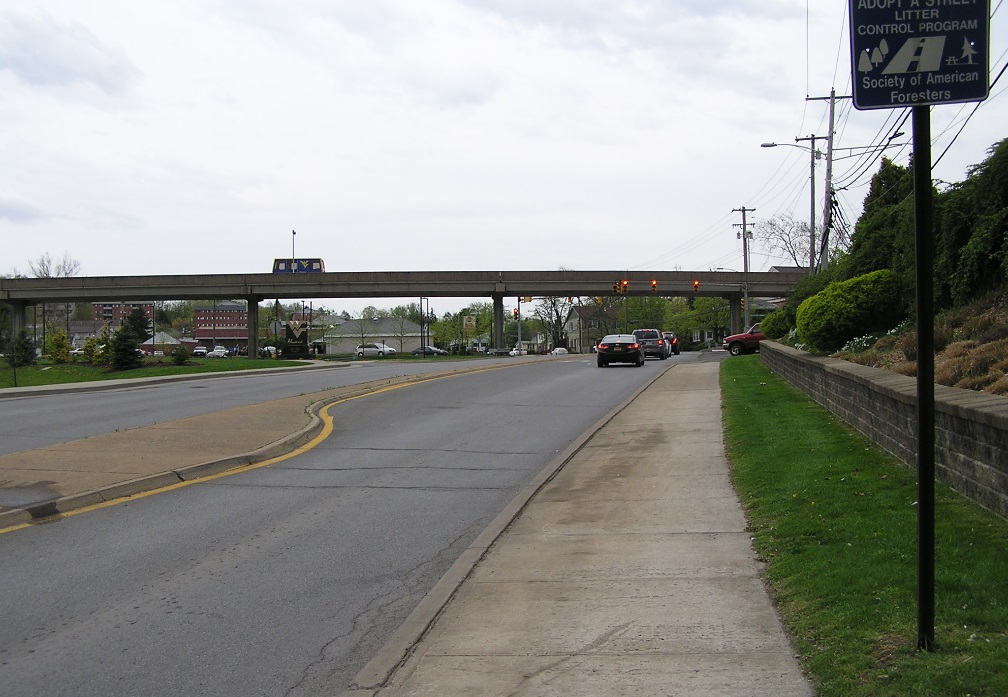 ADOPT A STREET
LITTER
CONTROL PROGRAM
Society of American
Foresters